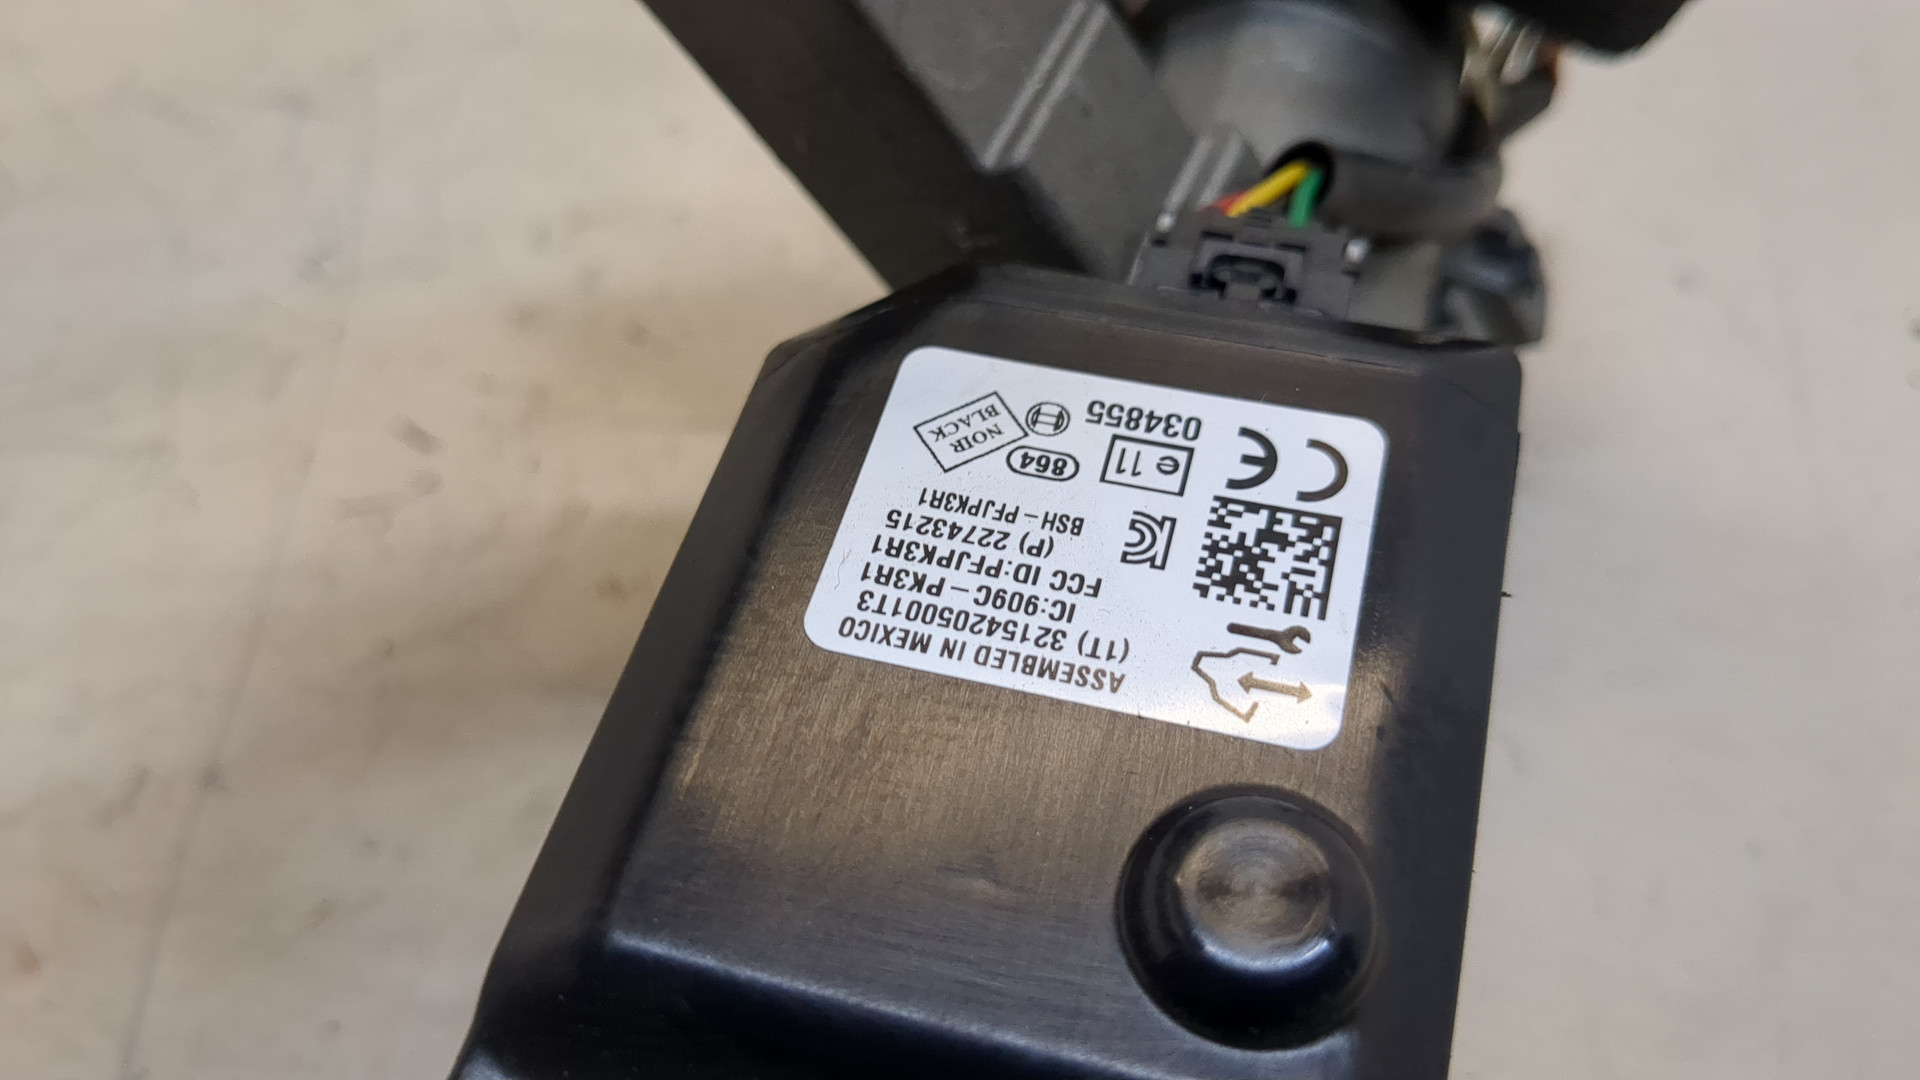 ASSEMBLED IN MEXICO
(1T) 32154205001T3
IC:909C-PK3R1
FCC ID:PFJPK3R1
(P) 22743215
BSH-PFJPK3R1
CE
e 11
034855
864
NOIR
BLACK